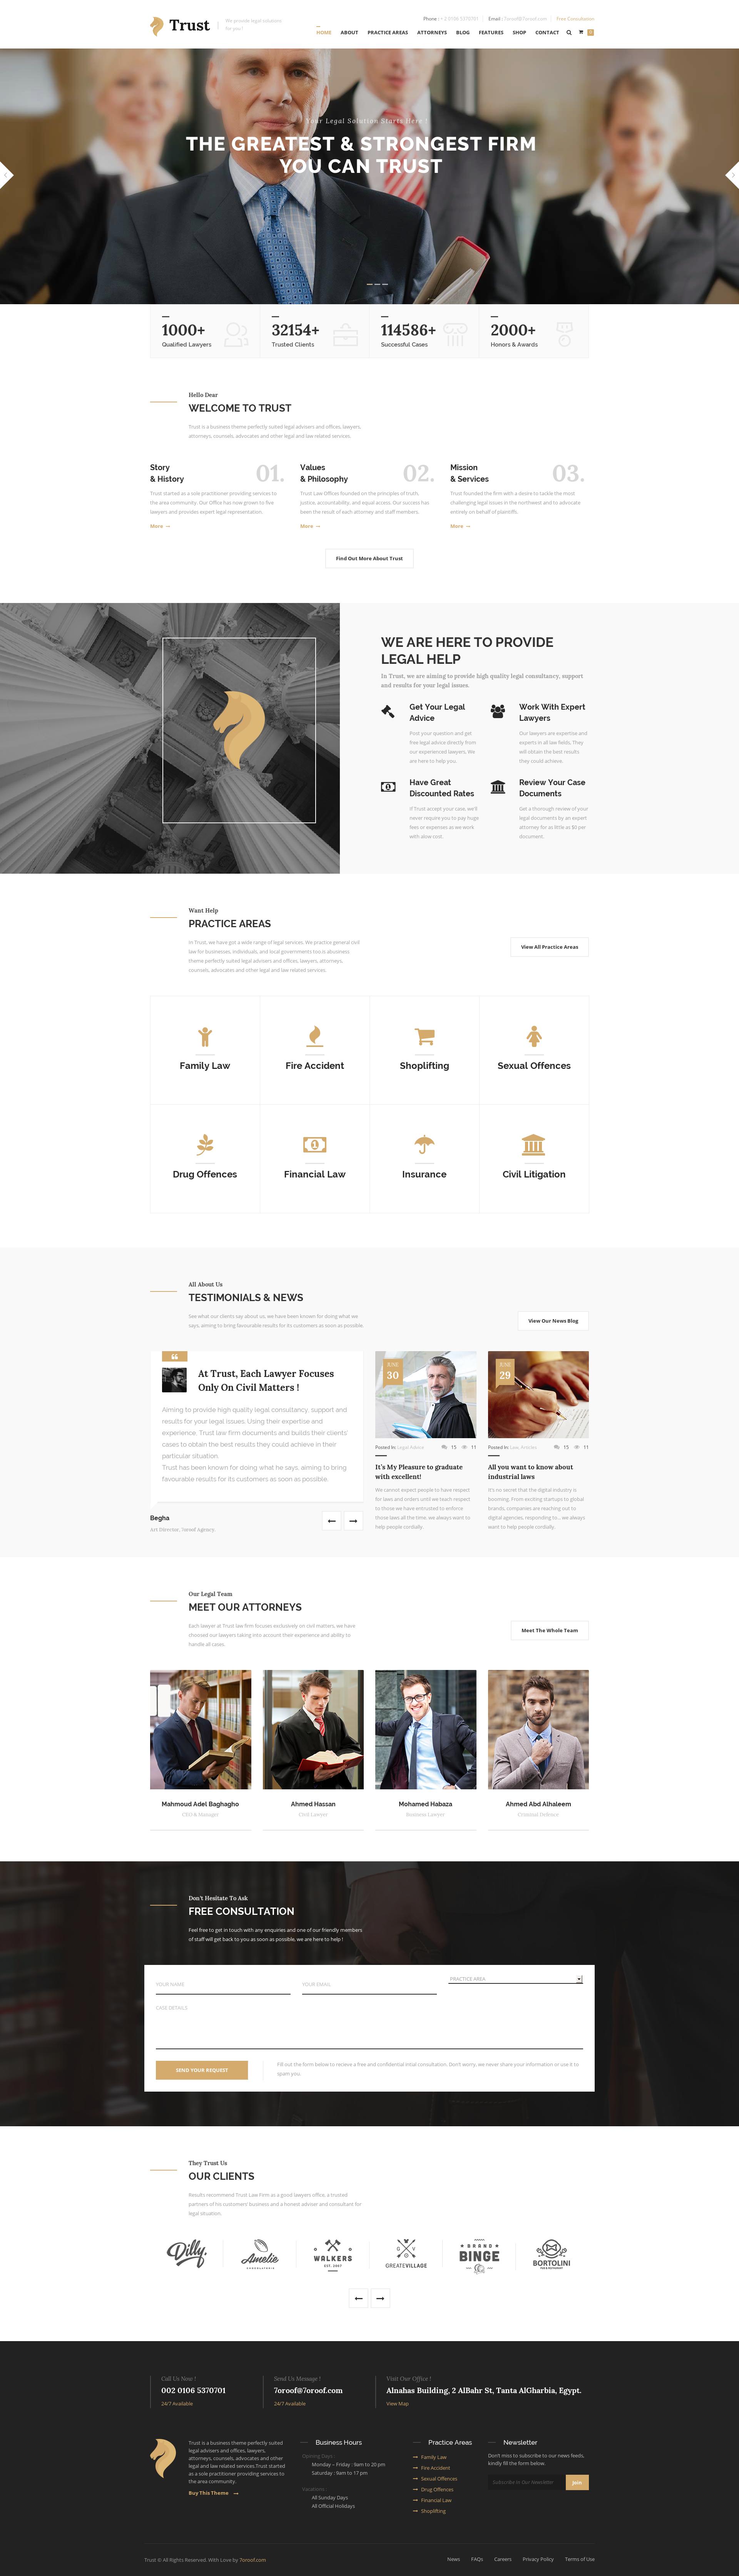 Trust
We provide legal solutions
for you !
Phone : + 2 0106 5370701
Email : 7oroof@7oroof.com
Free Consultation
HOME ABOUT PRACTICE AREAS ATTORNEYS BLOG FEATURES SHOP CONTACT
Your Legal Solution Starts Here !
THE GREATEST & STRONGEST FIRM
YOU CAN TRUST
1000+
Qualified Lawyers
32154+
Trusted Clients
114586+
Successful Cases
2000+
Honors & Awards
Hello Dear
WELCOME TO TRUST
Trust is a business theme perfectly suited legal advisers and offices, lawyers,
attorneys, counsels, advocates and other legal and law related services.
Story
& History
01.
Trust started as a sole practitioner providing services to
the area community. Our Office has now grown to five
lawyers and provides expert legal representation.
More
Values
& Philosophy
02.
Trust Law Offices founded on the principles of truth,
justice, accountability, and equal access. Our success has
been the result of each attorney and staff members.
More
Mission
& Services
03.
Trust founded the firm with a desire to tackle the most
challenging issues in the northwest and to advocate
entirely on behalf of plaintiffs.
More
Find Out More About Trust
WE ARE HERE TO PROVIDE
LEGAL HELP
In Trust, we are aiming to provide high quality legal consultancy, support
and results for your legal issues.
Get Your Legal
Advice
Post your question and get
free legal advice directly from
our experienced lawyers. We
are here to help you .
Work With Expert
Lawyers
Our lawyers are expertise and
experts in all law fields. They
will obtain the best results
they could achieve.
Have Great
Discounted Rates
If Trust accept your case, we'll
never require you to pay huge
fees or expenses as we work
with alow cost.
Review Your Case
Documents
Get a thorough review of your
legal documents by an expert
attorney for as little as $0 per
document.
Want Help
PRACTICE AREAS
In Trust, we have got a wide range of legal services. We practice general civil
law for businesses, individuals, and local governments too is abusiness
theme perfectly suited legal advisers and offices, lawyers, attorneys,
counsels, advocates and other legal and law related services.
View All Practice Areas
Family Law
Fire Accident
Shoplifting
Sexual Offences
Drug Offences
Financial Law
Insurance
Civil Litigation
All About Us
TESTIMONIALS & NEWS
See what our clients say about us, we have been known for doing what we
says, aiming to bring favourable results for its customers as soon as possible.
View Our News Blog
At Trust, Each Lawyer Focuses
Only On Civil Matters !
Aiming to provide high quality legal consultancy, support and
results for your legal issues; Using their expertise and
experience. Trust law firm documents and builds their clients'
cases to obtain the best results they could achieve in their
particular situation.
Trust has been known for doing what he says, aiming to bring
favourable results for its customers as soon as possible.
Begha
Art Director, 7oroof Agency
JUNE
30
Posted In: Legal Advice 15 11
It's My Pleasure to graduate
with excellent!
We cannot expect people to have respect
for laws and orders until we teach respect
to those we have entrusted to enforce
those laws all the time, we always want to
help people cordially.
JUNE
29
Posted In: Law, Articles 15 11
All you want to know about
industrial laws
It's no secret that the digital industry is
booming. From exciting startups to global
brands, companies are reaching out to
digital agencies, responding to... we always
want to help people cordially.
Our Legal Team
MEET OUR ATTORNEYS
Each lawyer at Trust law firm focuses exclusively on civil matters, we have
choosed our lawyers taking into account their experience and ability to
handle all cases.
Meet The Whole Team
Mahmoud Adel Baghagho
CEO & Manager
Ahmed Hassan
Civil Lawyer
Mohamed Habaza
Business Lawyer
Ahmed Abd Alhaleem
Criminal Defence
Don't Hesitate To Ask
FREE CONSULTATION
Feel free to get in touch with any enquiries and one of our friendly members
of staff will get back to you as soon as possible, we are here to help !
YOUR NAME
YOUR EMAIL
PRACTICE AREA
CASE DETAILS
SEND YOUR REQUEST
Fill out the form below to recieve a free and confidential intial consultation. Don't worry, we never share your information or use it to
spam you.
They Trust Us
OUR CLIENTS
Results recommend Trust Law Firm as a good lawyers office, a trusted
partners of his customers' business and a honest adviser and consultant for
legal situation.
Dilly.
Amelie
WALKERS
EST. 1987
G V
GREATEVILLAGE
BRAND
BINGE
BORTOLINI
Call Us Now !
002 0106 5370701
24/7 Available
Send Us Message !
7oroof@7oroof.com
24/7 Available
Visit Our Office !
Alnahas Building, 2 AlBahr St, Tanta AlGharbia, Egypt.
View Map
Trust is a business theme perfectly suited
legal advisers and offices, lawyers,
attorneys, counsels, advocates and other
legal and law related services.Trust started
as a sole practitioner providing services to
the area community.
Buy This Theme
Business Hours
Opening Days :
Monday – Friday : 9am to 20 pm
Saturday : 9am to 17 pm
Vacations :
All Sunday Days
All Official Holidays
Practice Areas
Family Law
Fire Accident
Sexual Offences
Drug Offences
Financial Law
Shoplifting
Newsletter
Don't miss to subscribe to our news feeds,
kindly fill the form below.
Subscribe to Our Newsletter
Join
Trust © All Rights Reserved. With Love by 7oroof.com
News FAQs Careers Privacy Policy Terms of Use